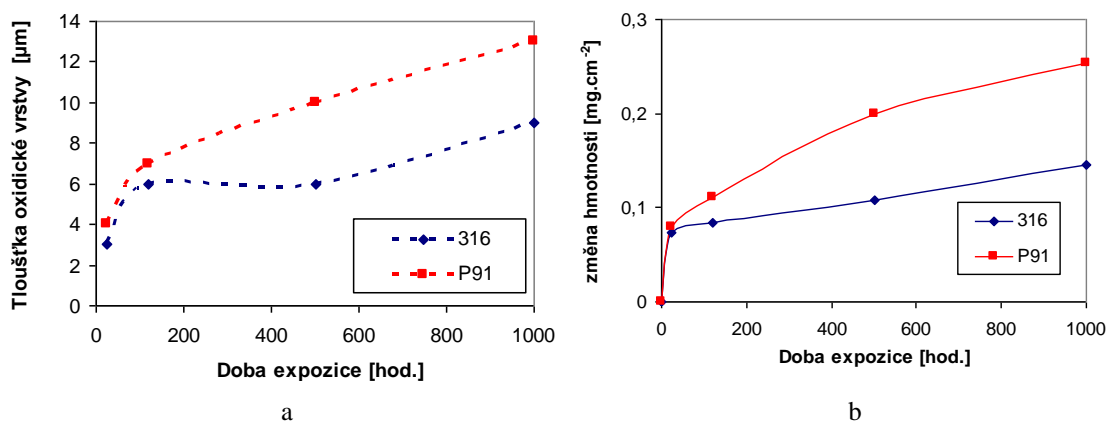 Tloušťka oxidické vrstvy [µm]
14
12
10
8
6
4
2
0
0 200 400 600 800 1000
Doba expozice [hod.]
316
P91
a
změna hmotnosti [mg.cm-2]
0,3
0,2
0,1
0
0 200 400 600 800 1000
Doba expozice [hod.]
316
P91
b